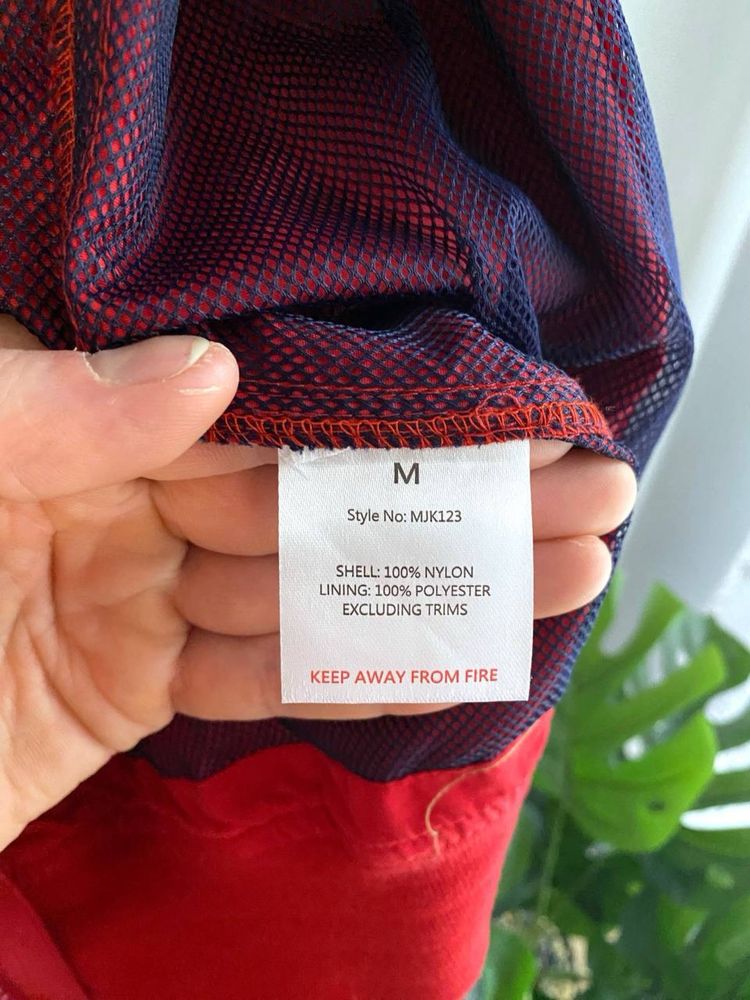 M
Style No: MJK123
SHELL: 100% NYLON
LINING: 100% POLYESTER
EXCLUDING TRIMS
KEEP AWAY FROM FIRE